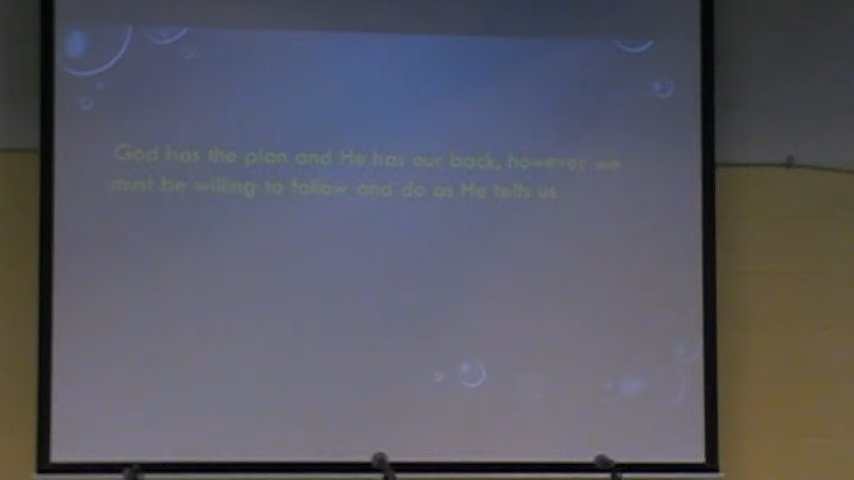 God has the plan and He has our back, however we
must be willing to follow and do as He tells us